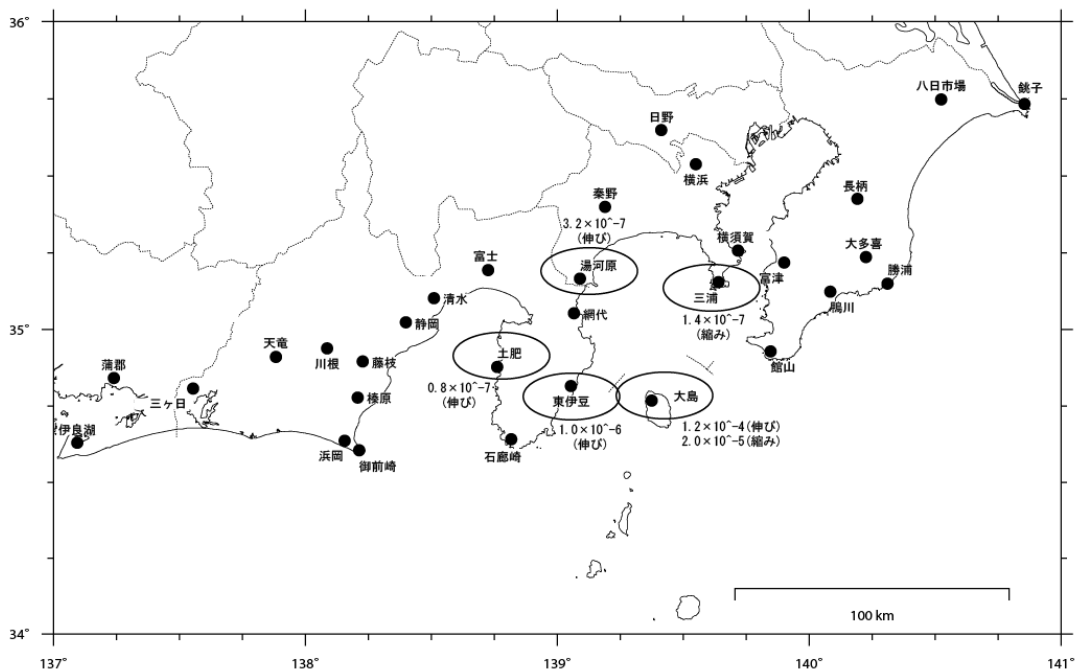 36°
八日市場
銚子
日野
横浜
秦野
3.2×10^-7
(伸び)
長柄
横須賀
大多喜
富士
湯河原
富津
勝浦
三浦
清水
鴨川
1.4×10^-7
(縮み)
35°
静岡
網代
天竜
土肥
川根
藤枝
館山
蒲郡
0.8×10^-7
(伸び)
三ヶ日
榛原
東伊豆
大島
伊良湖
1.0×10^-6
(伸び)
1.2×10^-4(伸び)
2.0×10^-5(縮み)
浜岡
御前崎
石廊崎
100 km
34°
137°
138°
139°
140°
141°